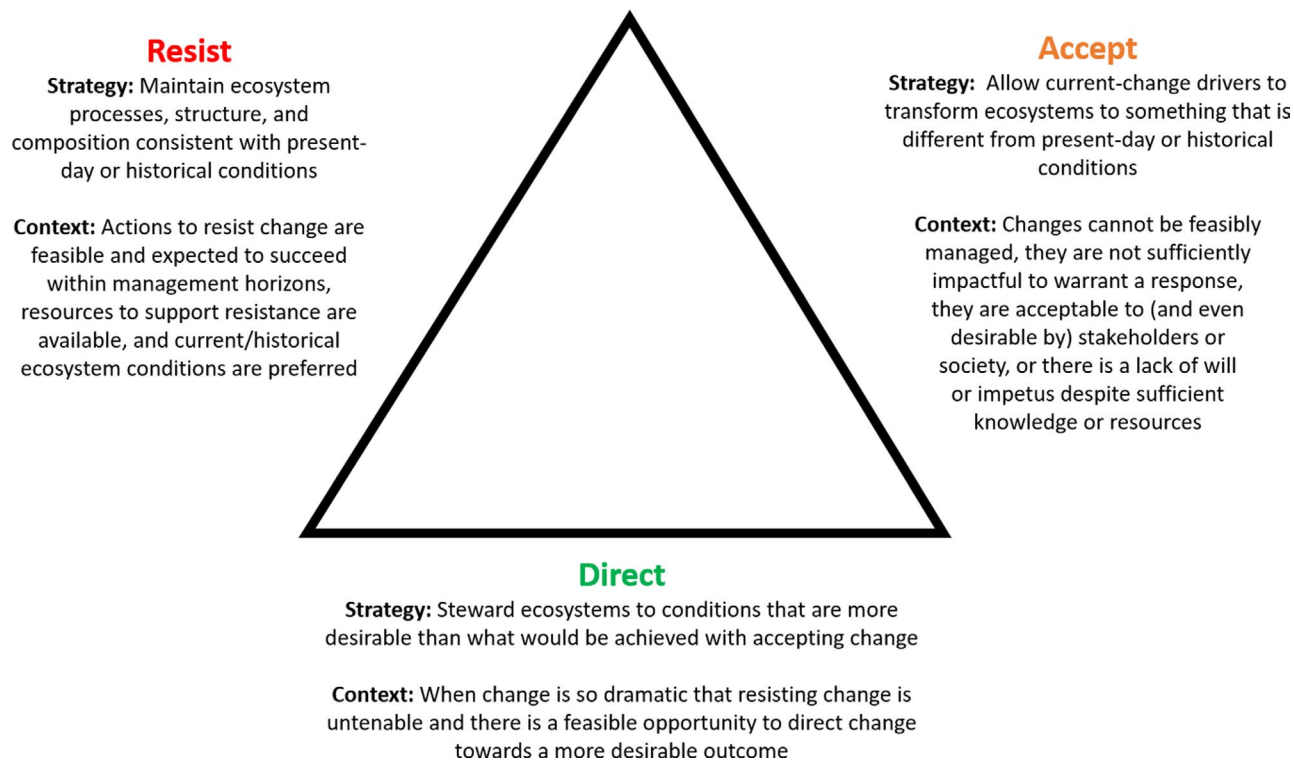 Resist
Strategy: Maintain ecosystem
processes, structure, and
composition consistent with present-
day or historical conditions
Context: Actions to resist change are
feasible and expected to succeed
within management horizons,
resources to support resistance are
available, and current/historical
ecosystem conditions are preferred
Accept
Strategy: Allow current-change drivers to
transform ecosystems to something that is
different from present-day or historical
conditions
Context: Changes cannot be feasibly
managed, they are not sufficiently
impactful to warrant a response,
they are acceptable to (and even
desirable by) stakeholders or
society, or there is a lack of will
or impetus despite sufficient
knowledge or resources
Direct
Strategy: Steward ecosystems to conditions that are more
desirable than what would be achieved with accepting change
Context: When change is so dramatic that resisting change is
untenable and there is a feasible opportunity to direct change
towards a more desirable outcome